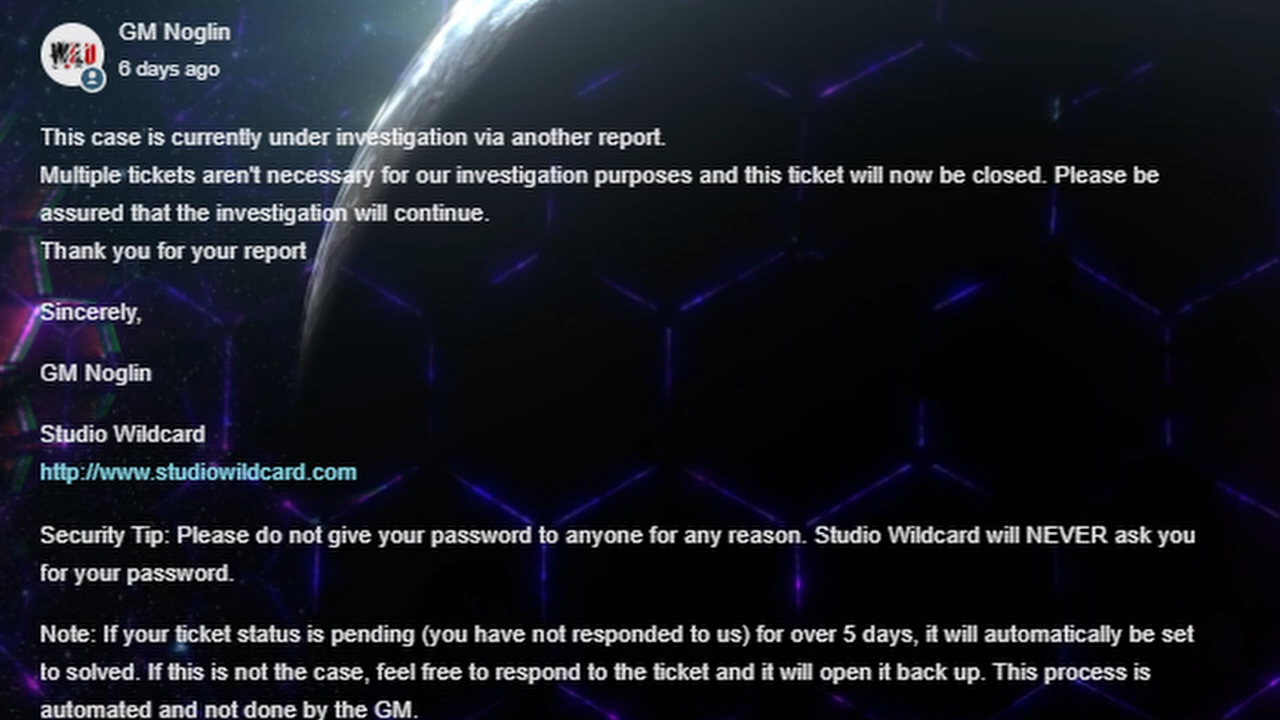 GM Noglin
6 days ago
This case is currently under investigation via another report.
Multiple tickets aren't necessary for our investigation purposes and this ticket will now be closed. Please be
assured that the investigation will continue.
Thank you for your report
Sincerely,
GM Noglin
Studio Wildcard
http://www.studiowildcard.com
Security Tip: Please do not give your password to anyone for any reason. Studio Wildcard will NEVER ask you
for your password.
Note: If your ticket status is pending (you have not responded to us) for over 5 days, it will automatically be set
to solved. If this is not the case, feel free to respond to the ticket and it will open it back up. This process is
automated and not done by the GM.